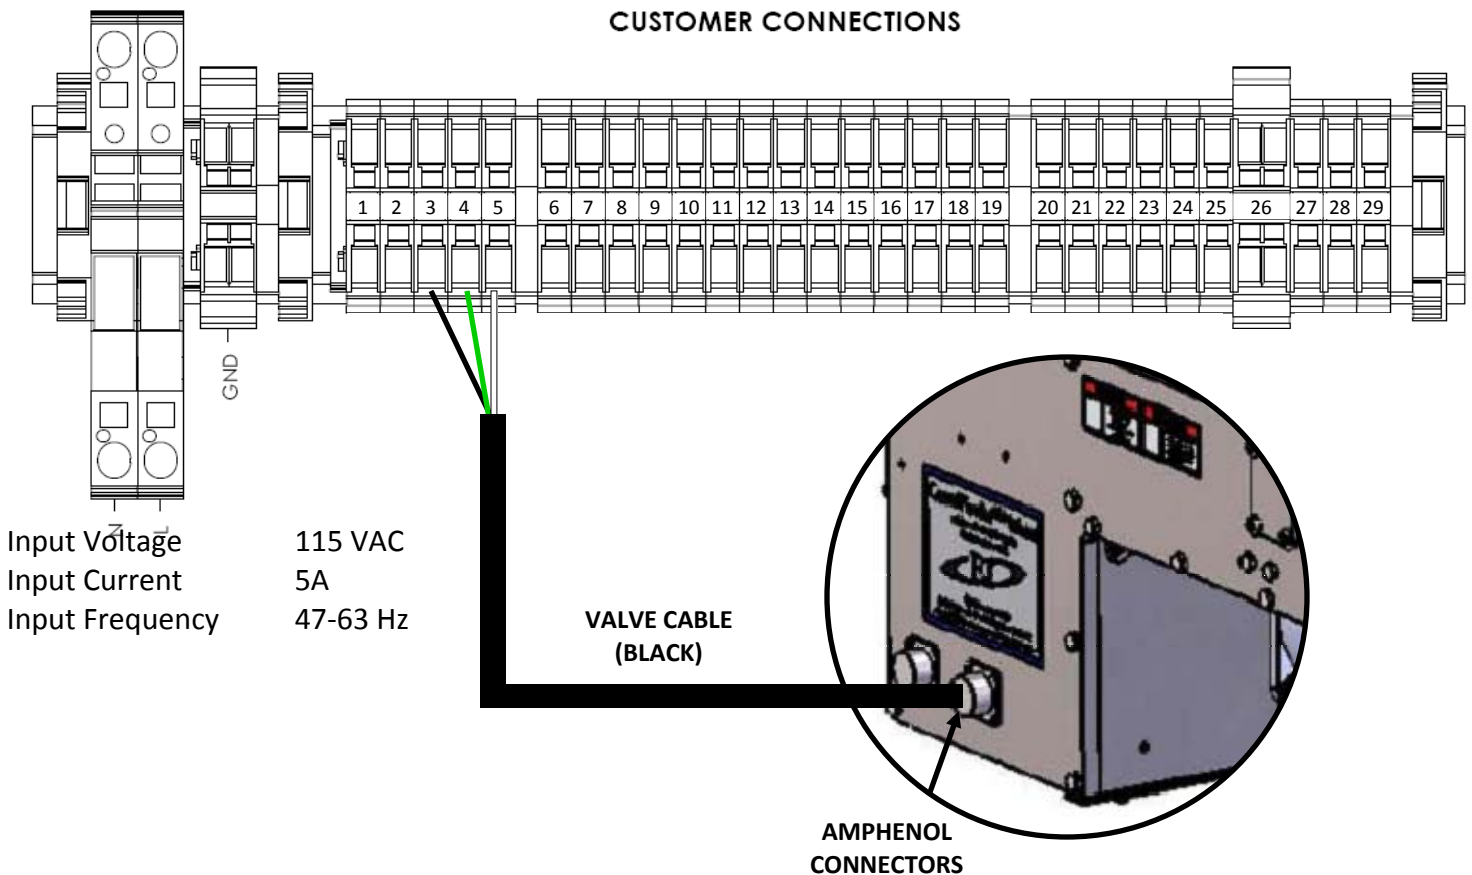 CUSTOMER CONNECTIONS
1 2 3 4 5 6 7 8 9 10 11 12 13 14 15 16 17 18 19 20 21 22 23 24 25 26 27 28 29
GND
N L
Input Voltage 115 VAC
Input Current 5A
Input Frequency 47-63 Hz
VALVE CABLE
(BLACK)
AMPHENOL
CONNECTORS